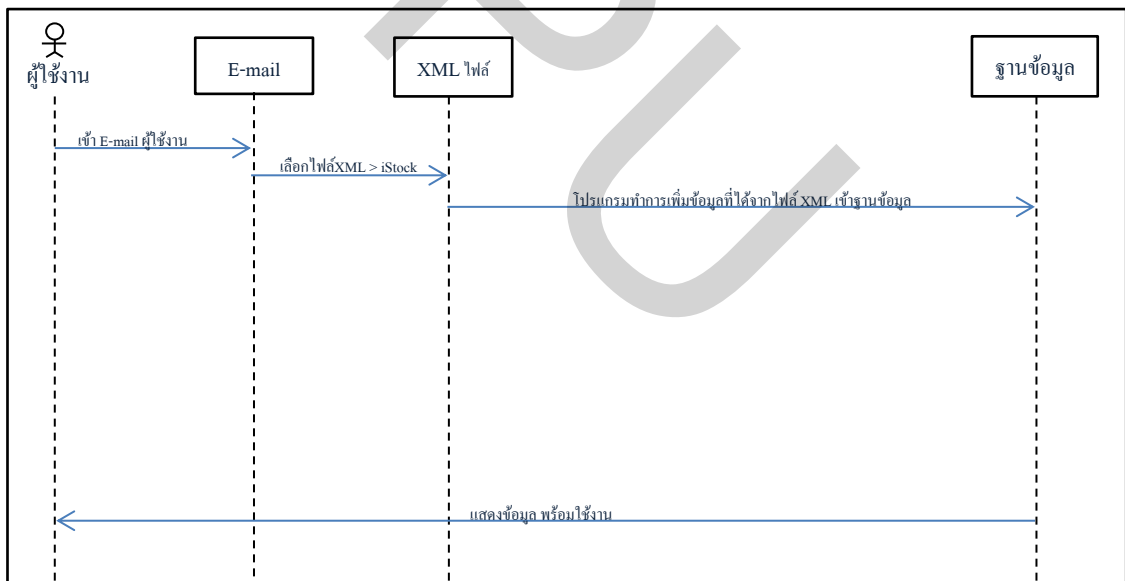 ผู้ใช้งาน
E-mail
XML ไฟล์
ฐานข้อมูล
เข้า E-mail ผู้ใช้งาน
เลือกไฟล์XML > iStock
โปรแกรมทำการเพิ่มข้อมูลที่ได้จากไฟล์ XML เข้าฐานข้อมูล
แสดงข้อมูล พร้อมใช้งาน